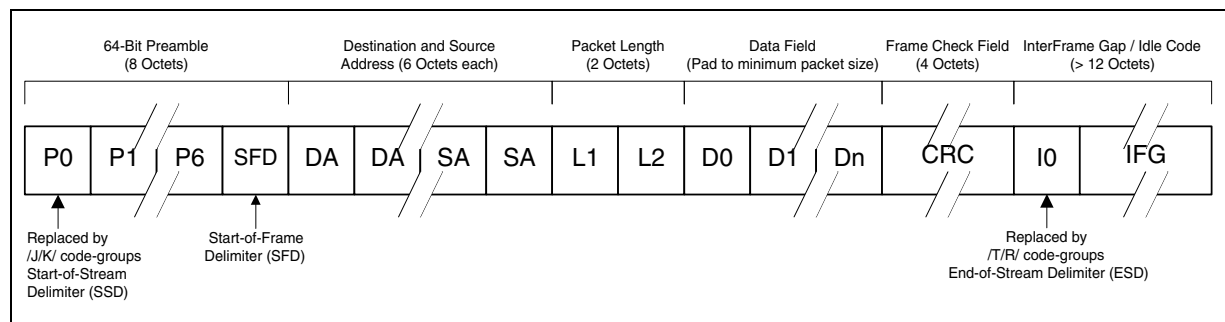 64-Bit Preamble
(8 Octets)
Destination and Source
Address (6 Octets each)
Packet Length
(2 Octets)
Data Field
(Pad to minimum packet size)
Frame Check Field
(4 Octets)
InterFrame Gap / Idle Code
(> 12 Octets)
P0 P1 P6 SFD DA DA SA SA L1 L2 D0 D1 Dn CRC I0 IFG
Replaced by
/J/K/ code-groups
Start-of-Stream
Delimiter (SSD)
Start-of-Frame
Delimiter (SFD)
Replaced by
/T/R/ code-groups
End-of-Stream Delimiter (ESD)